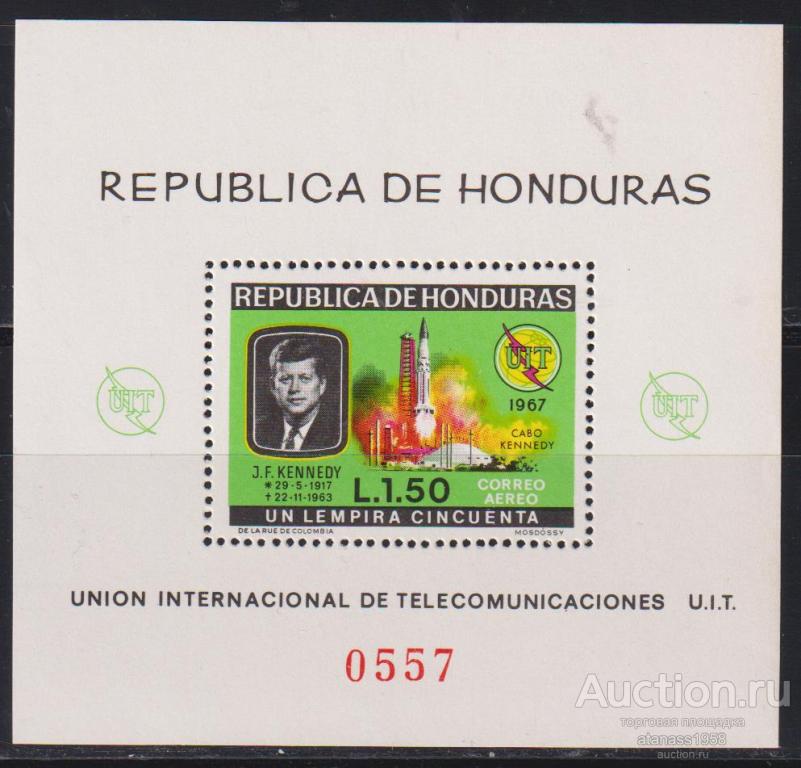 REPUBLICA DE HONDURAS
REPUBLICA DE HONDURAS
UIT
1967
CABO
KENNEDY
J.F. KENNEDY
* 29-5-1917
† 22-11-1963
L.1.50
CORREO
AEREO
UN LEMPIRA CINCUENTA
DE LA RUE DE COLOMBIA
MOSDÓSSY
UIT
UIT
UNION INTERNACIONAL DE TELECOMUNICACIONES U.I.T.
0557
Auction.ru
торговая площадка
atanass1958
auction.ru